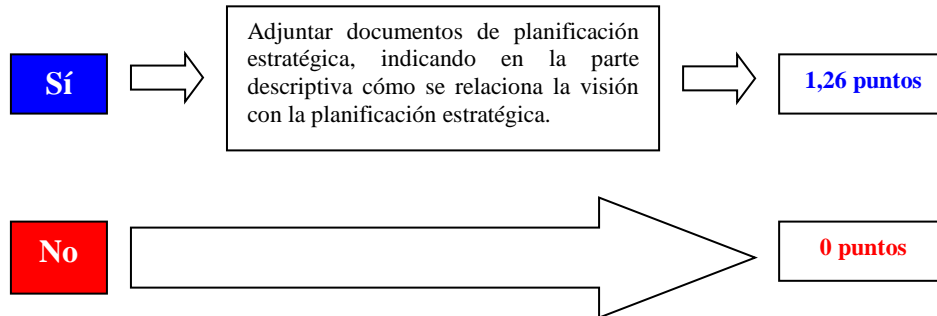 Sí
Adjuntar documentos de planificación
estratégica, indicando en la parte
descriptiva cómo se relaciona la visión
con la planificación estratégica.
1,26 puntos
No
0 puntos